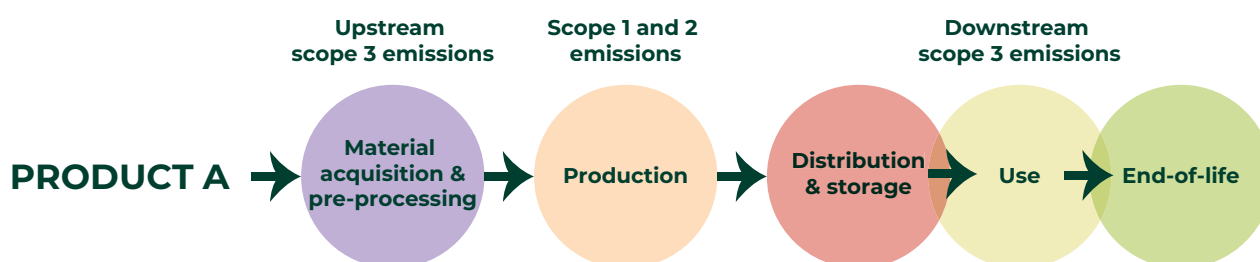 Upstream
scope 3 emissions
Scope 1 and 2
emissions
Downstream
scope 3 emissions
PRODUCT A
Material
acquisition &
pre-processing
Production
Distribution
& storage
Use
End-of-life